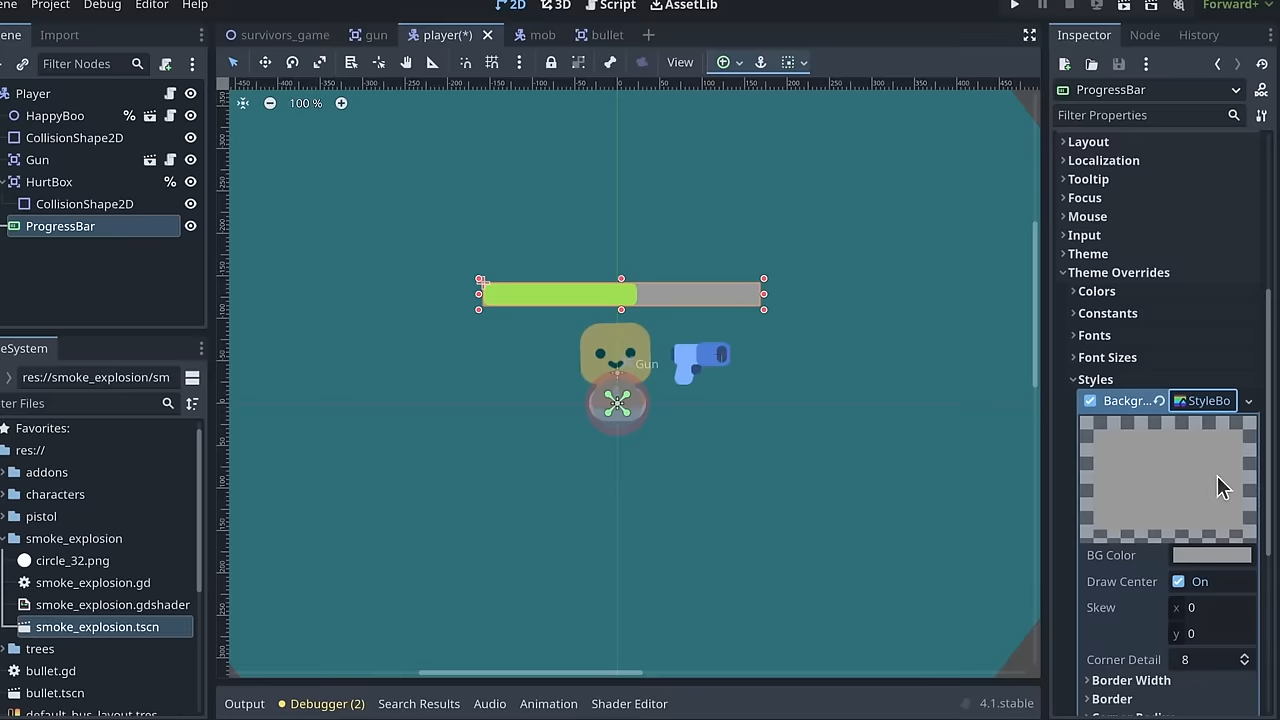 ene Project Debug Editor Help
2D 3D Script AssetLib
Forward+
ene Import
survivors_game gun player(*) mob bullet
Inspector Node History
Filter Nodes
View
Player
HappyBoo %
CollisionShape2D
Gun
HurtBox %
CollisionShape2D
ProgressBar
100 %
Gun
eSystem
res://smoke_explosion/sm
ter Files
Favorites:
res://
addons
characters
pistol
smoke_explosion
circle_32.png
smoke_explosion.gd
smoke_explosion.gdshader
smoke_explosion.tscn
trees
bullet.gd
bullet.tscn
default_bus_layout.tres
Output Debugger (2) Search Results Audio Animation Shader Editor
4.1.stable
ProgressBar
Filter Properties
Layout
Localization
Tooltip
Focus
Mouse
Input
Theme
Theme Overrides
Colors
Constants
Fonts
Font Sizes
Styles
Backgr... StyleBo
BG Color
Draw Center On
Skew x 0
y 0
Corner Detail 8
Border Width
Border